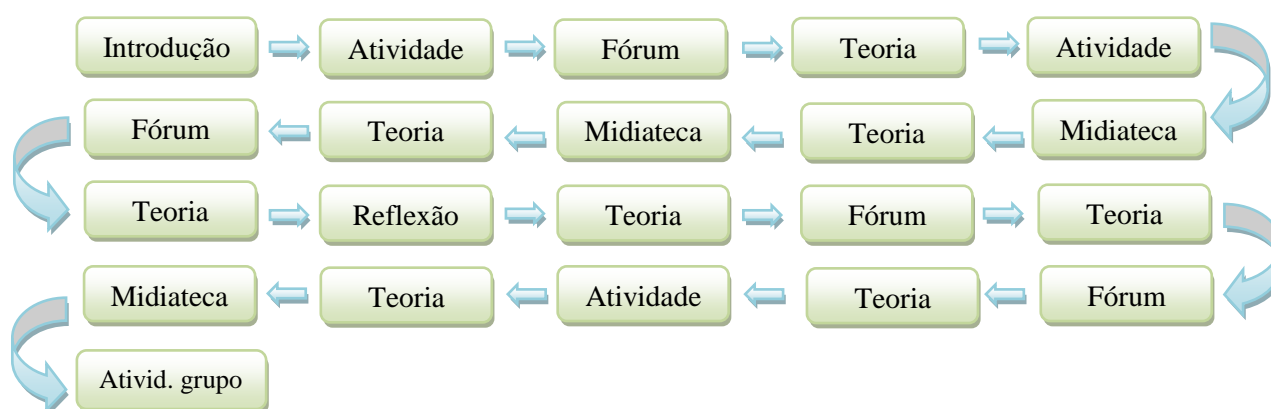 Introdução Atividade Fórum Teoria Atividade
Fórum Teoria Midiateca Teoria Midiateca
Teoria Reflexão Teoria Fórum Teoria
Midiateca Teoria Atividade Teoria Fórum
Ativid. grupo